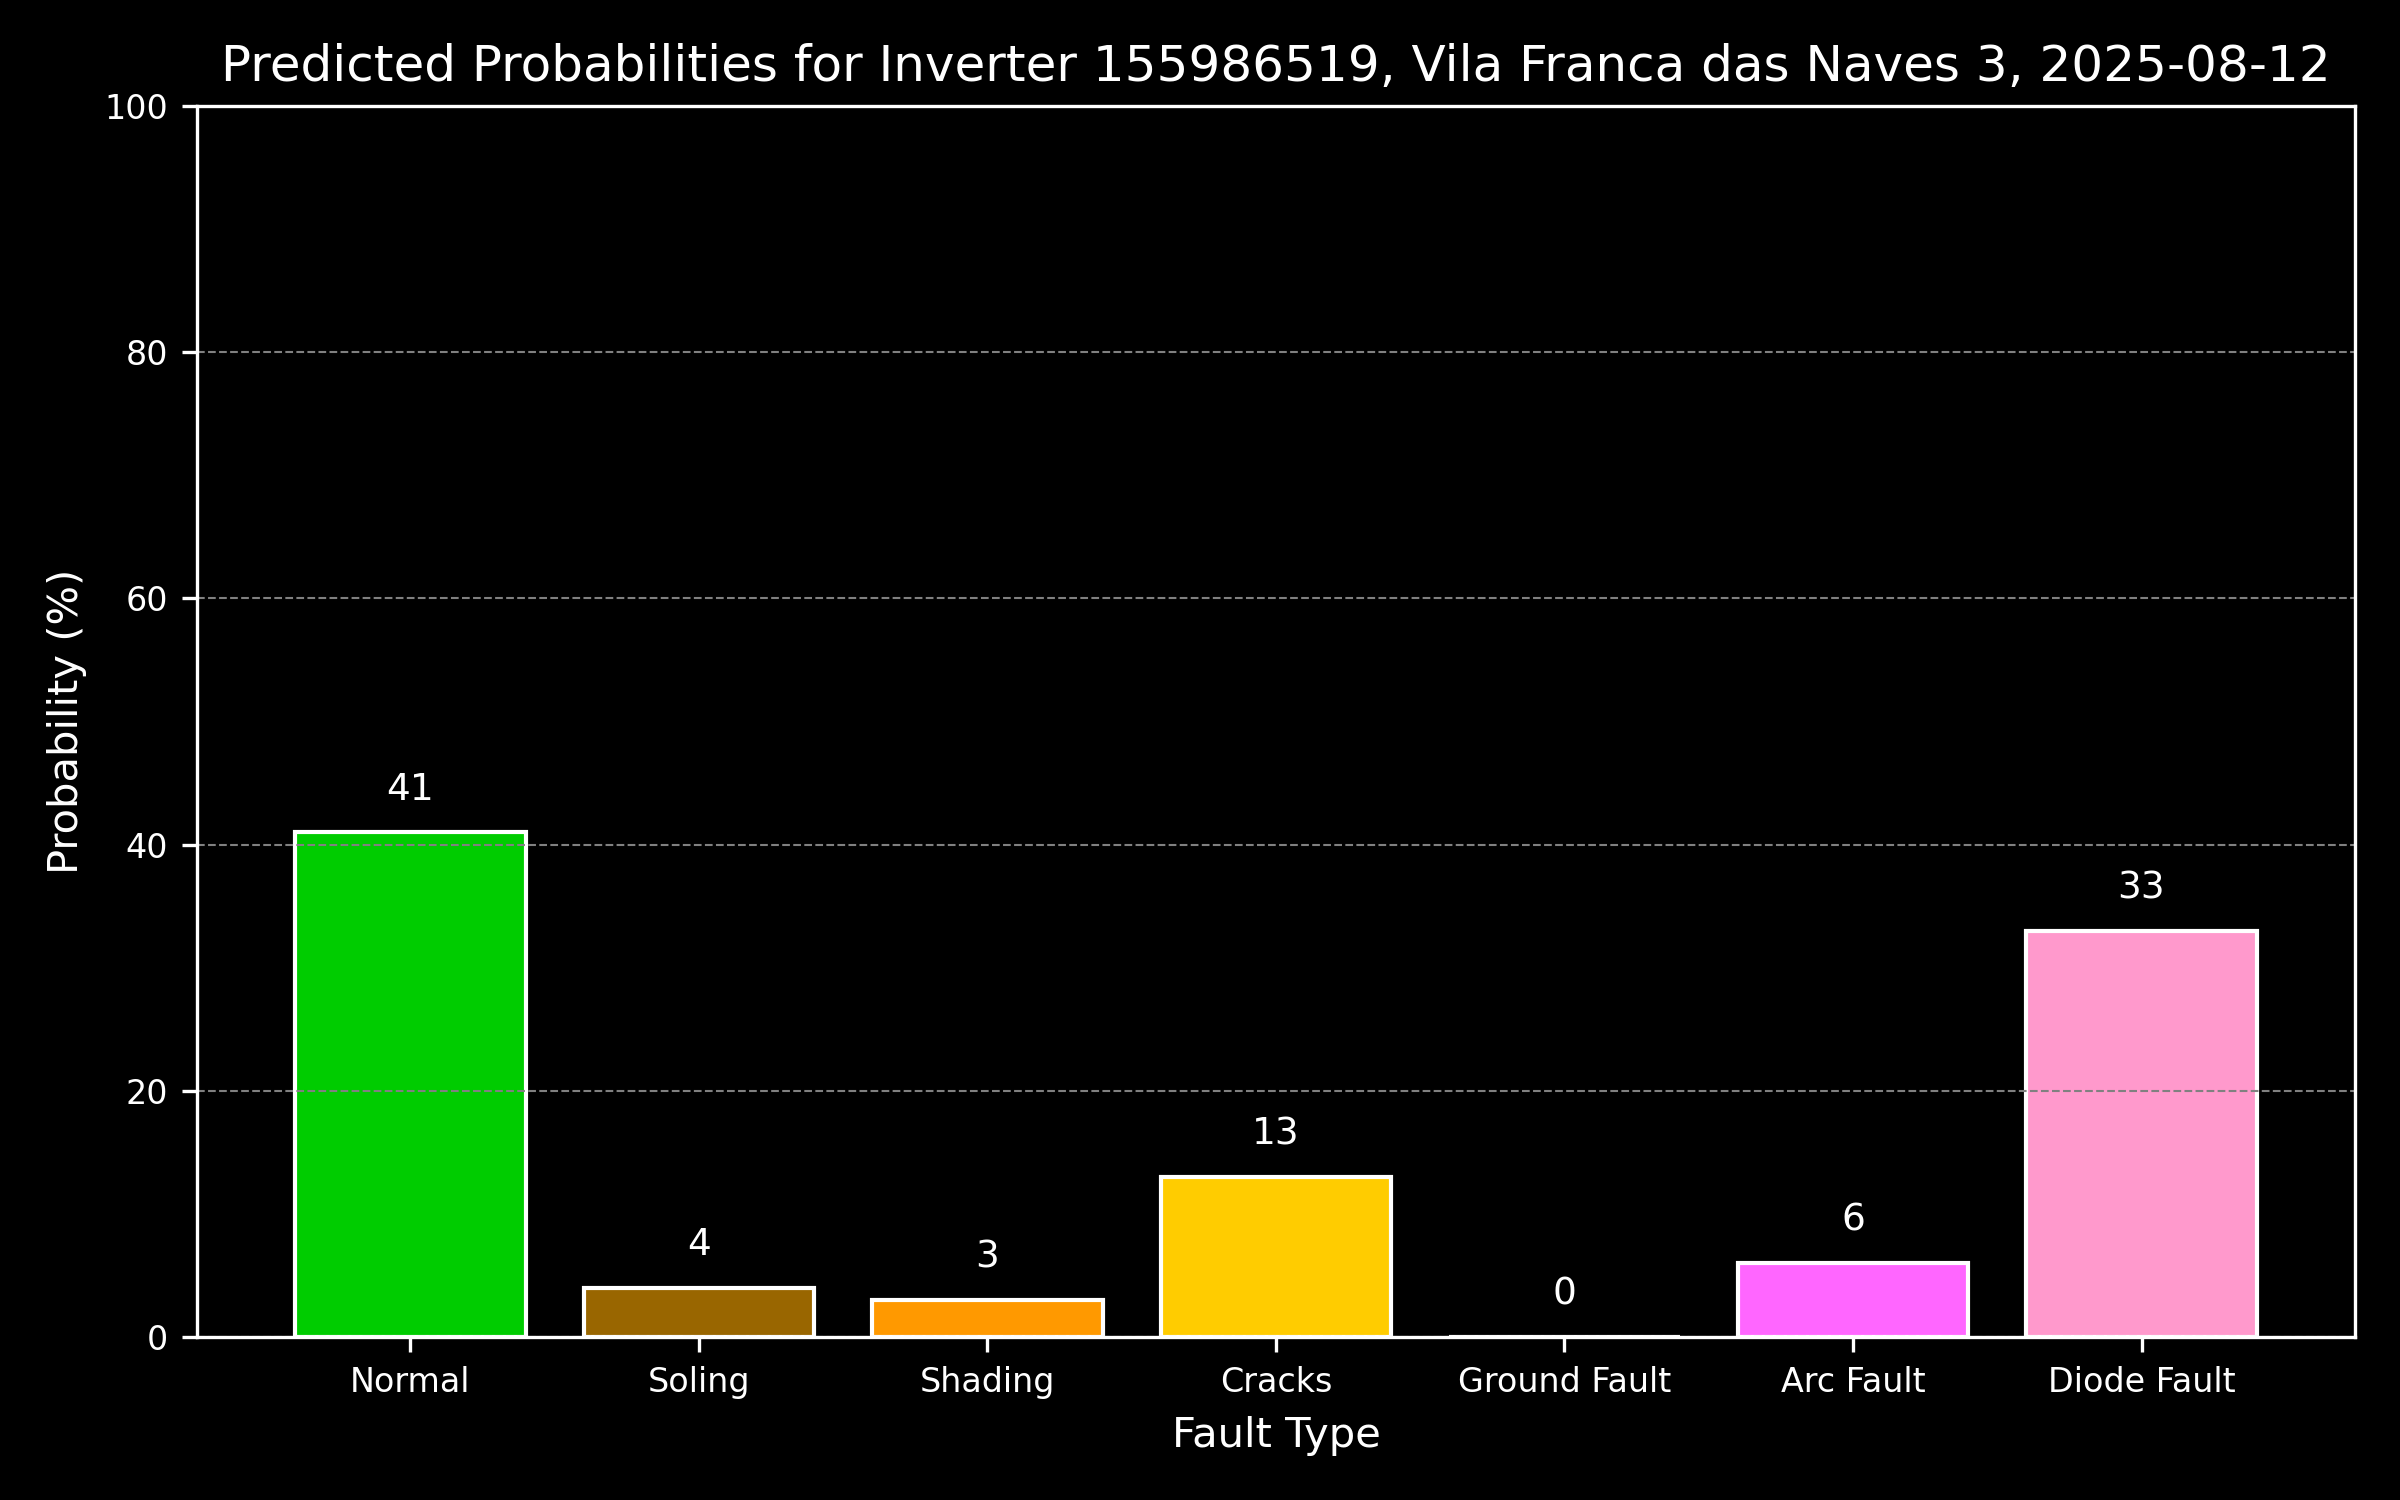 Predicted Probabilities for Inverter 155986519, Vila Franca das Naves 3, 2025-08-12
100
80
60
40
20
0
Probability (%)
41
4
3
13
0
6
33
Normal
Soling
Shading
Cracks
Ground Fault
Arc Fault
Diode Fault
Fault Type